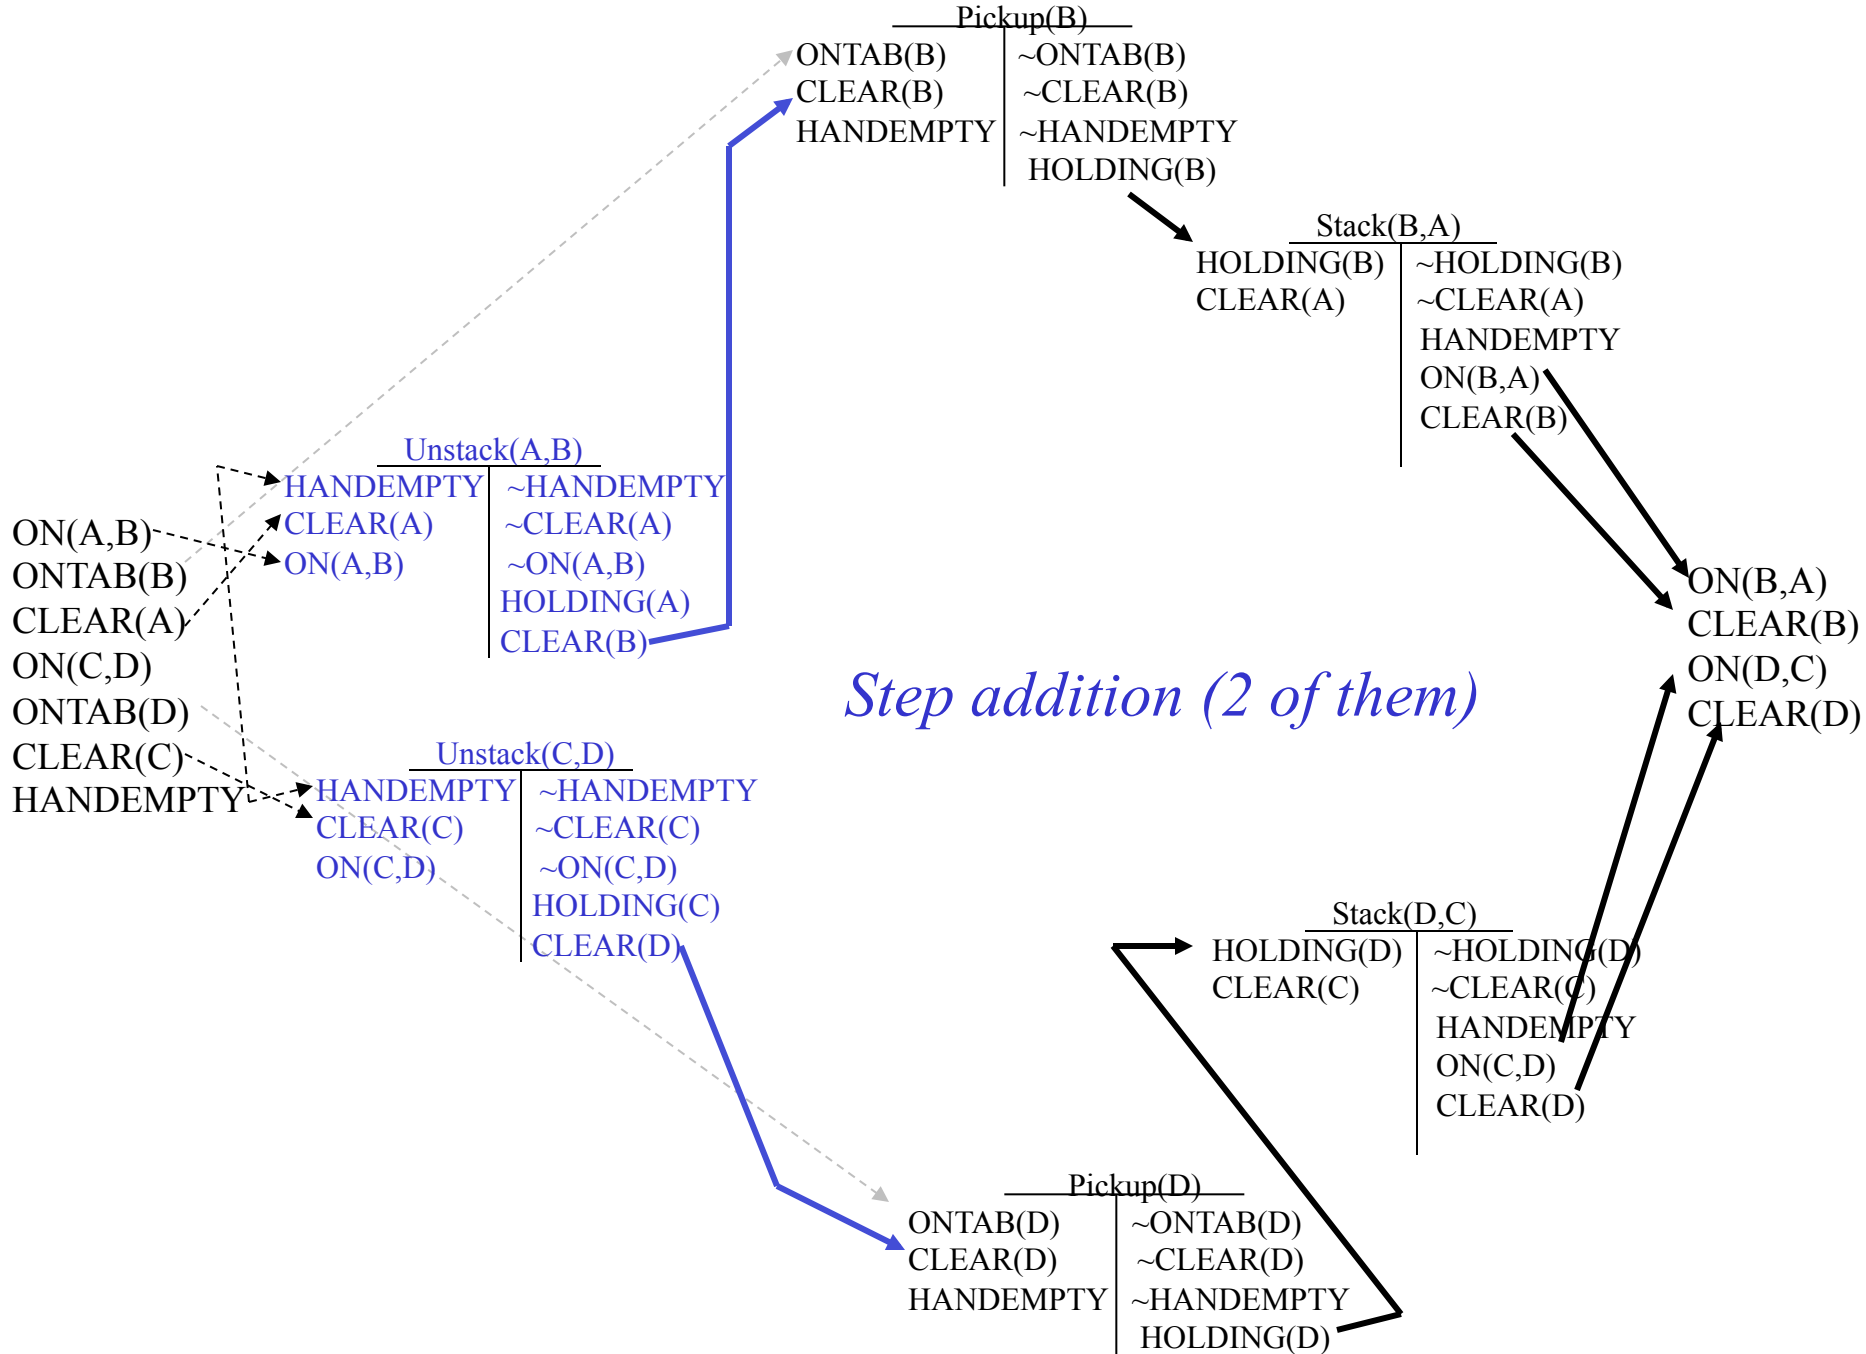 Pickup(B)
ONTAB(B) ~ONTAB(B)
CLEAR(B) ~CLEAR(B)
HANDEMPTY ~HANDEMPTY
HOLDING(B)
Stack(B,A)
HOLDING(B) ~HOLDING(B)
CLEAR(A) ~CLEAR(A)
HANDEMPTY
ON(B,A)
CLEAR(B)
Unstack(A,B)
HANDEMPTY ~HANDEMPTY
CLEAR(A) ~CLEAR(A)
ON(A,B) ~ON(A,B)
HOLDING(A)
CLEAR(B)
ON(A,B)
ONTAB(B)
CLEAR(A)
ON(C,D)
ONTAB(D)
CLEAR(C)
HANDEMPTY
ON(B,A)
CLEAR(B)
ON(D,C)
CLEAR(D)
Step addition (2 of them)
Unstack(C,D)
HANDEMPTY ~HANDEMPTY
CLEAR(C) ~CLEAR(C)
ON(C,D) ~ON(C,D)
HOLDING(C)
CLEAR(D)
Stack(D,C)
HOLDING(D) ~HOLDING(D)
CLEAR(C) ~CLEAR(C)
HANDEMPTY
ON(C,D)
CLEAR(D)
Pickup(D)
ONTAB(D) ~ONTAB(D)
CLEAR(D) ~CLEAR(D)
HANDEMPTY ~HANDEMPTY
HOLDING(D)